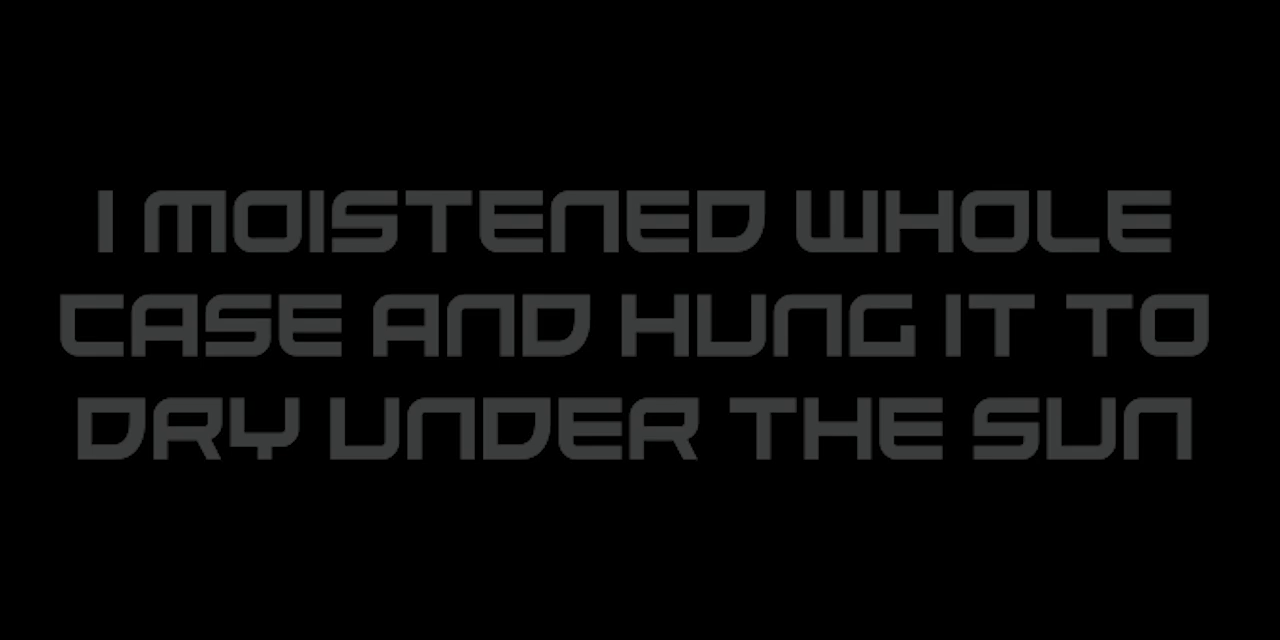 I MOISTENED WHOLE
CASE AND HUNG IT TO
DRY UNDER THE SUN